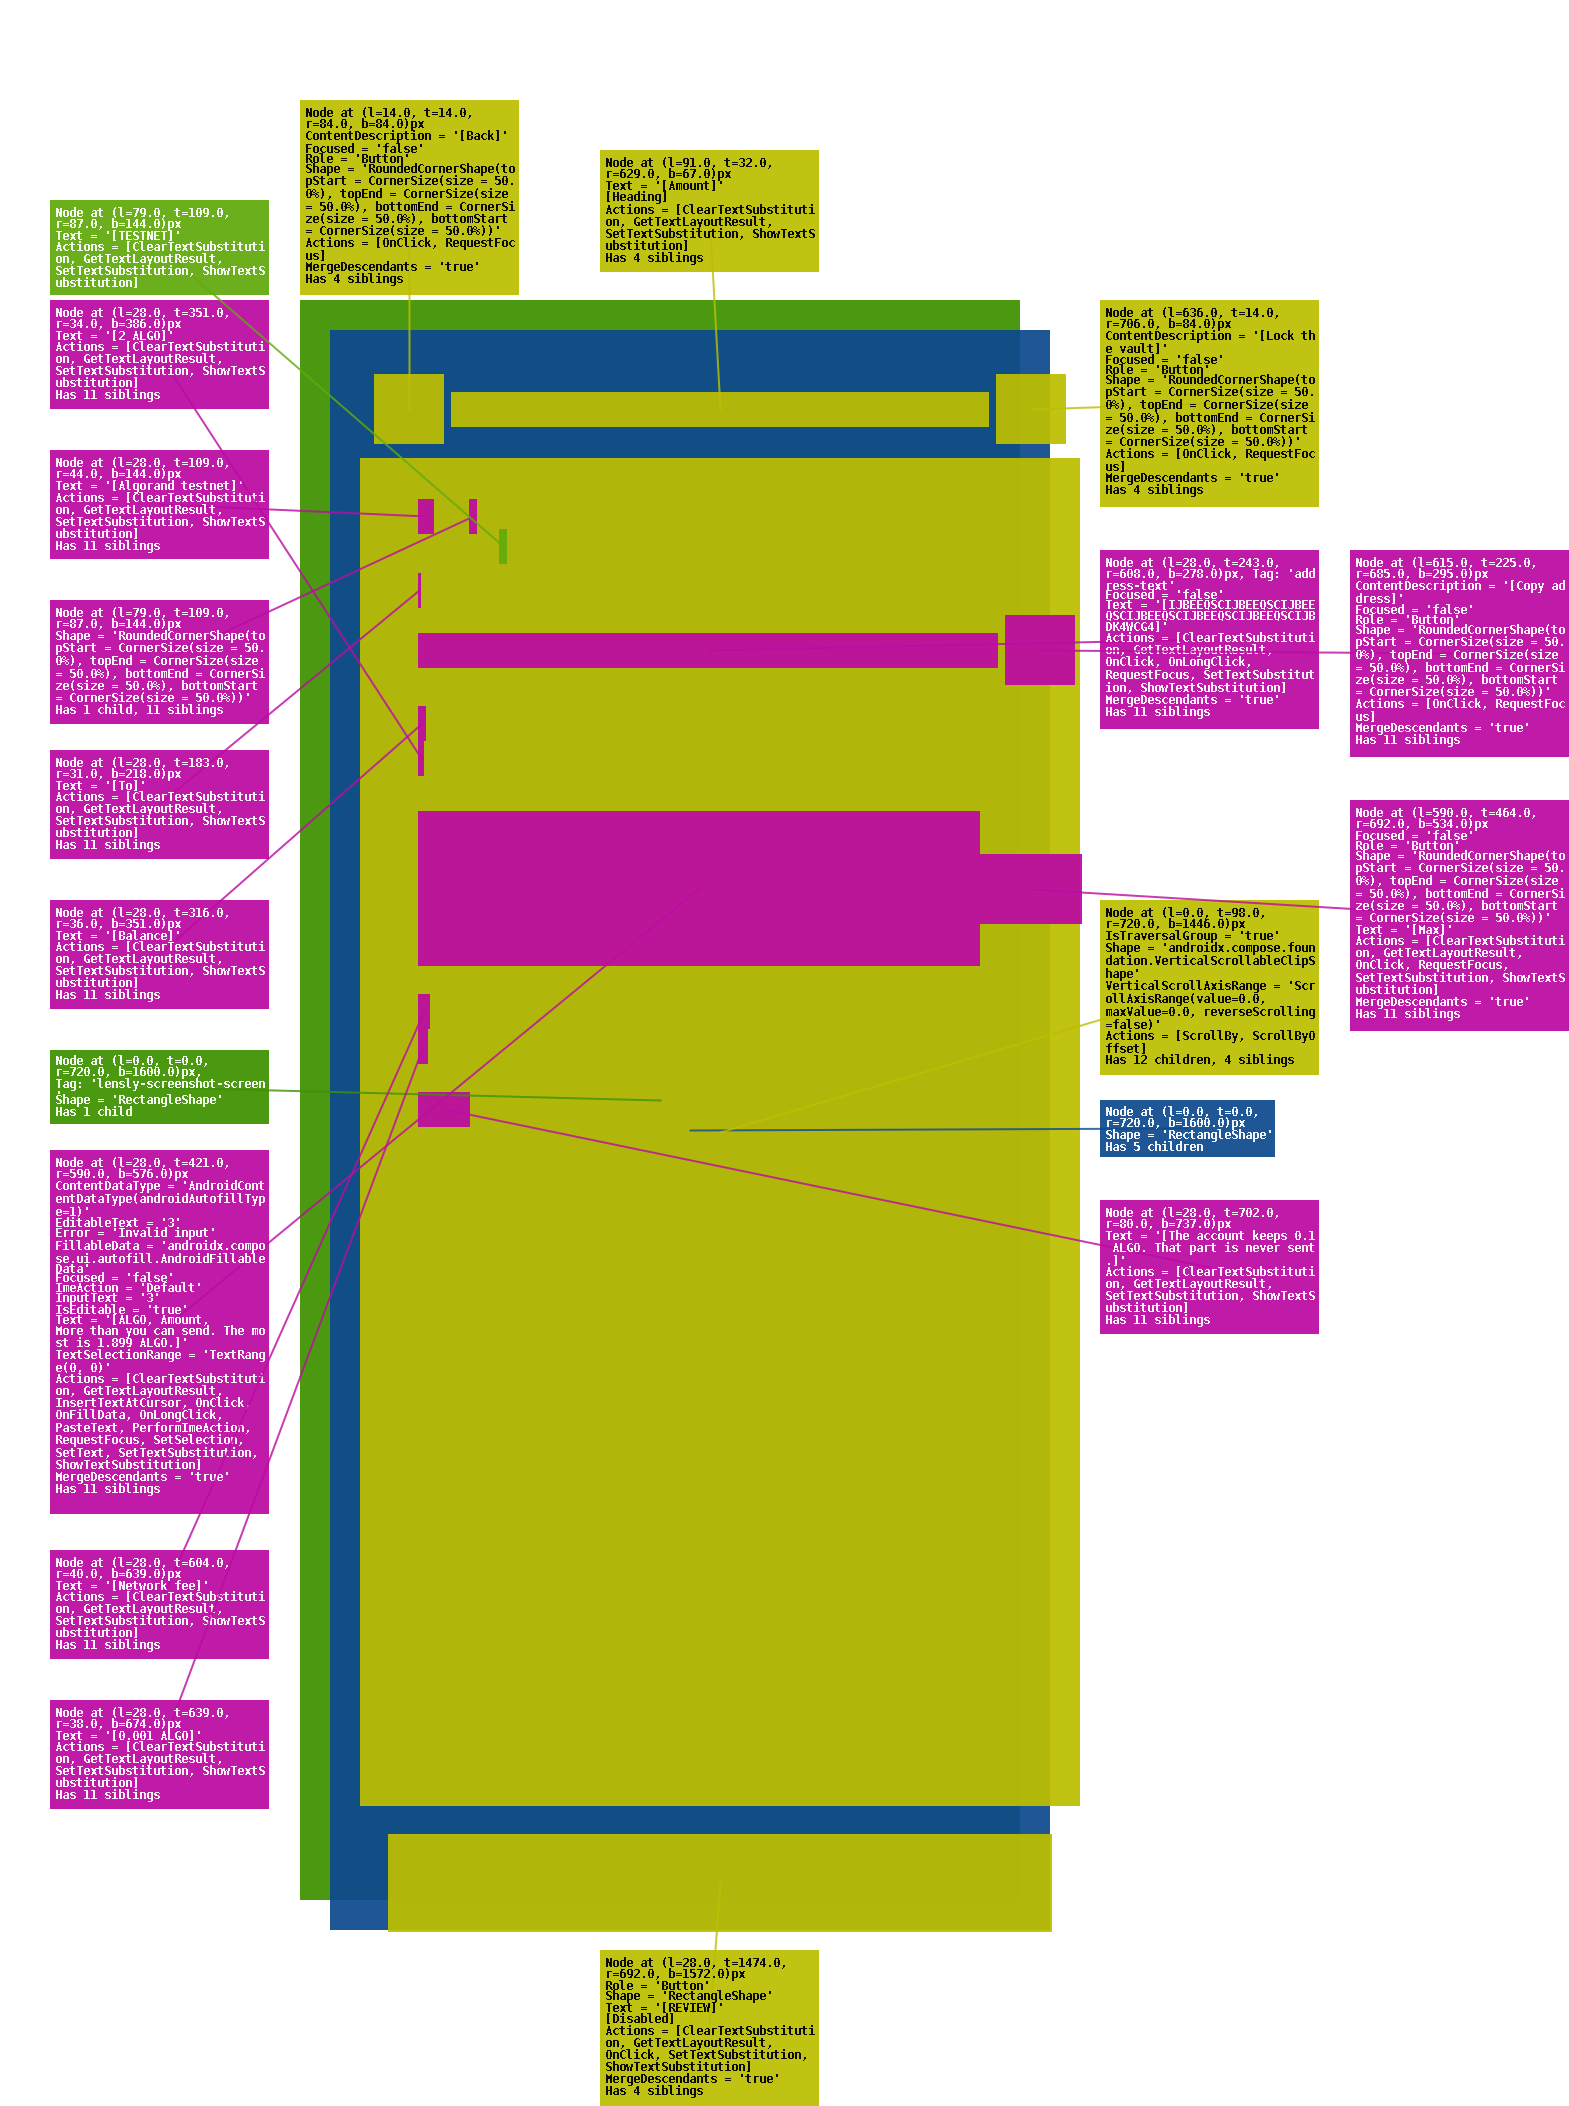 Node at (l=14.0, t=14.0,
r=84.0, b=84.0)px
ContentDescription = '[Back]'
Focused = 'false'
Role = 'Button'
Shape = 'RoundedCornerShape(to
pStart = CornerSize(size = 50.
0%), topEnd = CornerSize(size
= 50.0%), bottomEnd = CornerSi
ze(size = 50.0%), bottomStart
= CornerSize(size = 50.0%))'
Actions = [OnClick, RequestFoc
us]
MergeDescendants = 'true'
Has 4 siblings
Node at (l=91.0, t=32.0,
r=629.0, b=67.0)px
Text = '[Amount]'
[Heading]
Actions = [ClearTextSubstituti
on, GetTextLayoutResult,
SetTextSubstitution, ShowTextS
ubstitution]
Has 4 siblings
Node at (l=79.0, t=109.0,
r=87.0, b=144.0)px
Text = '[TESTNET]'
Actions = [ClearTextSubstituti
on, GetTextLayoutResult,
SetTextSubstitution, ShowTextS
ubstitution]
Node at (l=28.0, t=351.0,
r=34.0, b=386.0)px
Text = '[2 ALGO]'
Actions = [ClearTextSubstituti
on, GetTextLayoutResult,
SetTextSubstitution, ShowTextS
ubstitution]
Has 11 siblings
Node at (l=636.0, t=14.0,
r=706.0, b=84.0)px
ContentDescription = '[Lock th
e vault]'
Focused = 'false'
Role = 'Button'
Shape = 'RoundedCornerShape(to
pStart = CornerSize(size = 50.
0%), topEnd = CornerSize(size
= 50.0%), bottomEnd = CornerSi
ze(size = 50.0%), bottomStart
= CornerSize(size = 50.0%))'
Actions = [OnClick, RequestFoc
us]
MergeDescendants = 'true'
Has 4 siblings
Node at (l=28.0, t=109.0,
r=44.0, b=144.0)px
Text = '[Algorand testnet]'
Actions = [ClearTextSubstituti
on, GetTextLayoutResult,
SetTextSubstitution, ShowTextS
ubstitution]
Has 11 siblings
Node at (l=28.0, t=243.0,
r=608.0, b=278.0)px, Tag: 'add
ress-text'
Focused = 'false'
Text = '[IJBEEQSCIJBEEQSCIJBEE
QSCIJBEEQSCIJBEEQSCIJBEEQSCIJB
DK4WCG4]'
Actions = [ClearTextSubstituti
on, GetTextLayoutResult,
OnClick, OnLongClick,
RequestFocus, SetTextSubstitut
ion, ShowTextSubstitution]
MergeDescendants = 'true'
Has 11 siblings
Node at (l=615.0, t=225.0,
r=685.0, b=295.0)px
ContentDescription = '[Copy ad
dress]'
Focused = 'false'
Role = 'Button'
Shape = 'RoundedCornerShape(to
pStart = CornerSize(size = 50.
0%), topEnd = CornerSize(size
= 50.0%), bottomEnd = CornerSi
ze(size = 50.0%), bottomStart
= CornerSize(size = 50.0%))'
Actions = [OnClick, RequestFoc
us]
MergeDescendants = 'true'
Has 11 siblings
Node at (l=79.0, t=109.0,
r=87.0, b=144.0)px
Shape = 'RoundedCornerShape(to
pStart = CornerSize(size = 50.
0%), topEnd = CornerSize(size
= 50.0%), bottomEnd = CornerSi
ze(size = 50.0%), bottomStart
= CornerSize(size = 50.0%))'
Has 1 child, 11 siblings
Node at (l=28.0, t=183.0,
r=31.0, b=218.0)px
Text = '[To]'
Actions = [ClearTextSubstituti
on, GetTextLayoutResult,
SetTextSubstitution, ShowTextS
ubstitution]
Has 11 siblings
Node at (l=590.0, t=464.0,
r=692.0, b=534.0)px
Focused = 'false'
Role = 'Button'
Shape = 'RoundedCornerShape(to
pStart = CornerSize(size = 50.
0%), topEnd = CornerSize(size
= 50.0%), bottomEnd = CornerSi
ze(size = 50.0%), bottomStart
= CornerSize(size = 50.0%))'
Text = '[Max]'
Actions = [ClearTextSubstituti
on, GetTextLayoutResult,
OnClick, RequestFocus,
SetTextSubstitution, ShowTextS
ubstitution]
MergeDescendants = 'true'
Has 11 siblings
Node at (l=28.0, t=316.0,
r=36.0, b=351.0)px
Text = '[Balance]'
Actions = [ClearTextSubstituti
on, GetTextLayoutResult,
SetTextSubstitution, ShowTextS
ubstitution]
Has 11 siblings
Node at (l=0.0, t=98.0,
r=720.0, b=1446.0)px
IsTraversalGroup = 'true'
Shape = 'androidx.compose.foun
dation.VerticalScrollableClipS
hape'
VerticalScrollAxisRange = 'Scr
ollAxisRange(value=0.0,
maxValue=0.0, reverseScrolling
=false)'
Actions = [ScrollBy, ScrollByO
ffset]
Has 12 children, 4 siblings
Node at (l=0.0, t=0.0,
r=720.0, b=1600.0)px,
Tag: 'lensly-screenshot-screen
'
Shape = 'RectangleShape'
Has 1 child
Node at (l=0.0, t=0.0,
r=720.0, b=1600.0)px
Shape = 'RectangleShape'
Has 5 children
Node at (l=28.0, t=421.0,
r=590.0, b=576.0)px
ContentDataType = 'AndroidCont
entDataType(androidAutofillTyp
e=1)'
EditableText = '3'
Error = 'Invalid input'
FillableData = 'androidx.compo
se.ui.autofill.AndroidFillable
Data'
Focused = 'false'
ImeAction = 'Default'
InputText = '3'
IsEditable = 'true'
Text = '[ALGO, Amount,
More than you can send. The mo
st is 1.899 ALGO.]'
TextSelectionRange = 'TextRang
e(0, 0)'
Actions = [ClearTextSubstituti
on, GetTextLayoutResult,
InsertTextAtCursor, OnClick,
OnFillData, OnLongClick,
PasteText, PerformImeAction,
RequestFocus, SetSelection,
SetText, SetTextSubstitution,
ShowTextSubstitution]
MergeDescendants = 'true'
Has 11 siblings
Node at (l=28.0, t=702.0,
r=80.0, b=737.0)px
Text = '[The account keeps 0.1
 ALGO. That part is never sent
.]'
Actions = [ClearTextSubstituti
on, GetTextLayoutResult,
SetTextSubstitution, ShowTextS
ubstitution]
Has 11 siblings
Node at (l=28.0, t=604.0,
r=40.0, b=639.0)px
Text = '[Network fee]'
Actions = [ClearTextSubstituti
on, GetTextLayoutResult,
SetTextSubstitution, ShowTextS
ubstitution]
Has 11 siblings
Node at (l=28.0, t=639.0,
r=38.0, b=674.0)px
Text = '[0.001 ALGO]'
Actions = [ClearTextSubstituti
on, GetTextLayoutResult,
SetTextSubstitution, ShowTextS
ubstitution]
Has 11 siblings
Node at (l=28.0, t=1474.0,
r=692.0, b=1572.0)px
Role = 'Button'
Shape = 'RectangleShape'
Text = '[REVIEW]'
[Disabled]
Actions = [ClearTextSubstituti
on, GetTextLayoutResult,
OnClick, SetTextSubstitution,
ShowTextSubstitution]
MergeDescendants = 'true'
Has 4 siblings